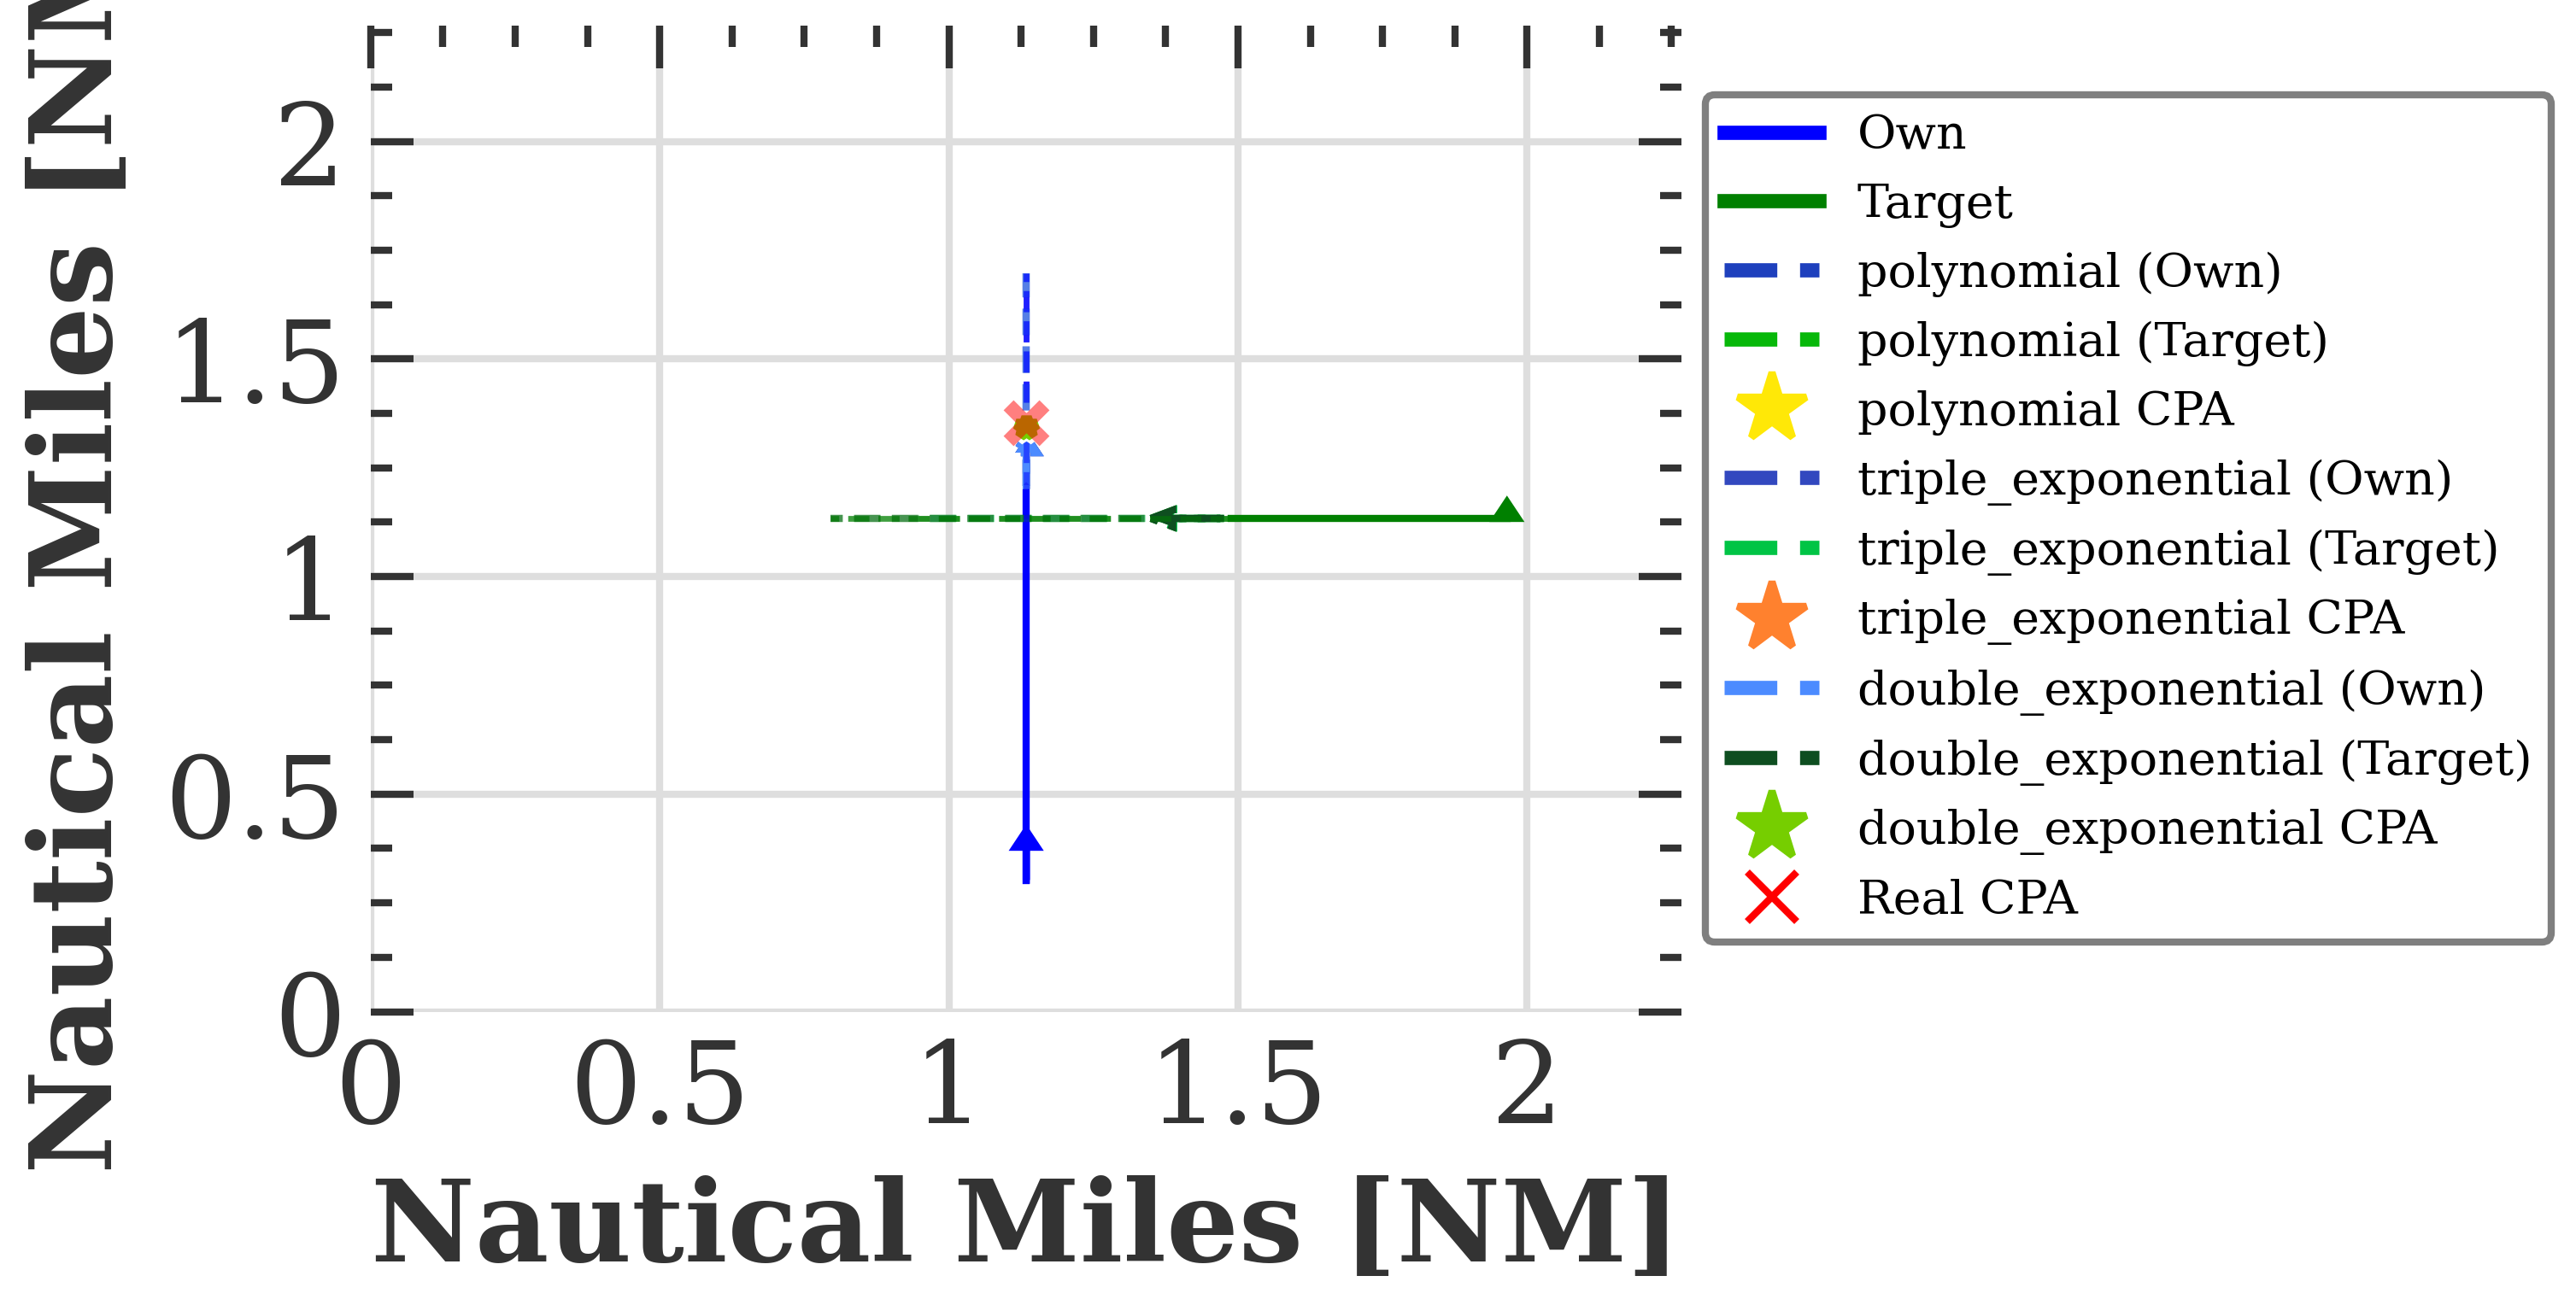 Nautical Miles [NM
2
1.5
1
0.5
0
0 0.5 1 1.5 2
Nautical Miles [NM]
Own
Target
polynomial (Own)
polynomial (Target)
polynomial CPA
triple_exponential (Own)
triple_exponential (Target)
triple_exponential CPA
double_exponential (Own)
double_exponential (Target)
double_exponential CPA
Real CPA